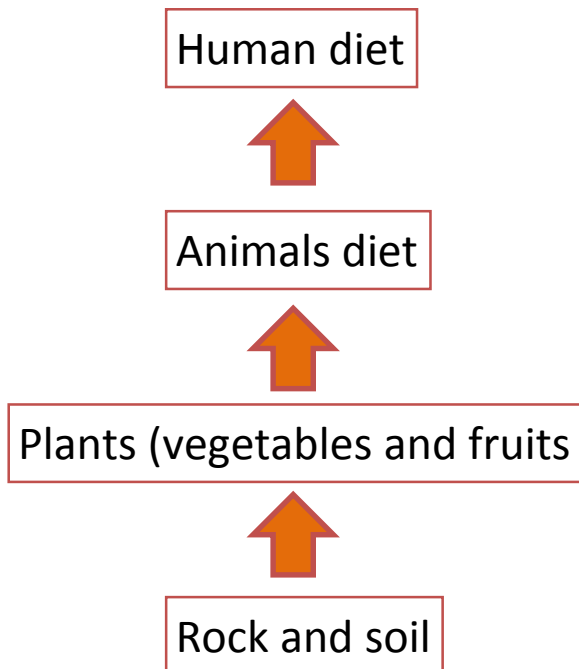 Human diet
Animals diet
Plants (vegetables and fruits
Rock and soil